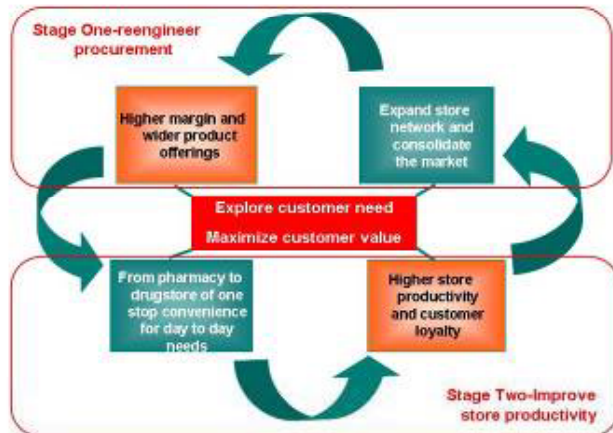 Stage One-reengineer
procurement
Higher margin and
wider product
offerings
Expand store
network and
consolidate
the market
Explore customer need
Maximize customer value
From pharmacy to
drugstore of one
stop convenience
for day to day
needs
Higher store
productivity
and customer
loyalty
Stage Two-Improve
store productivity